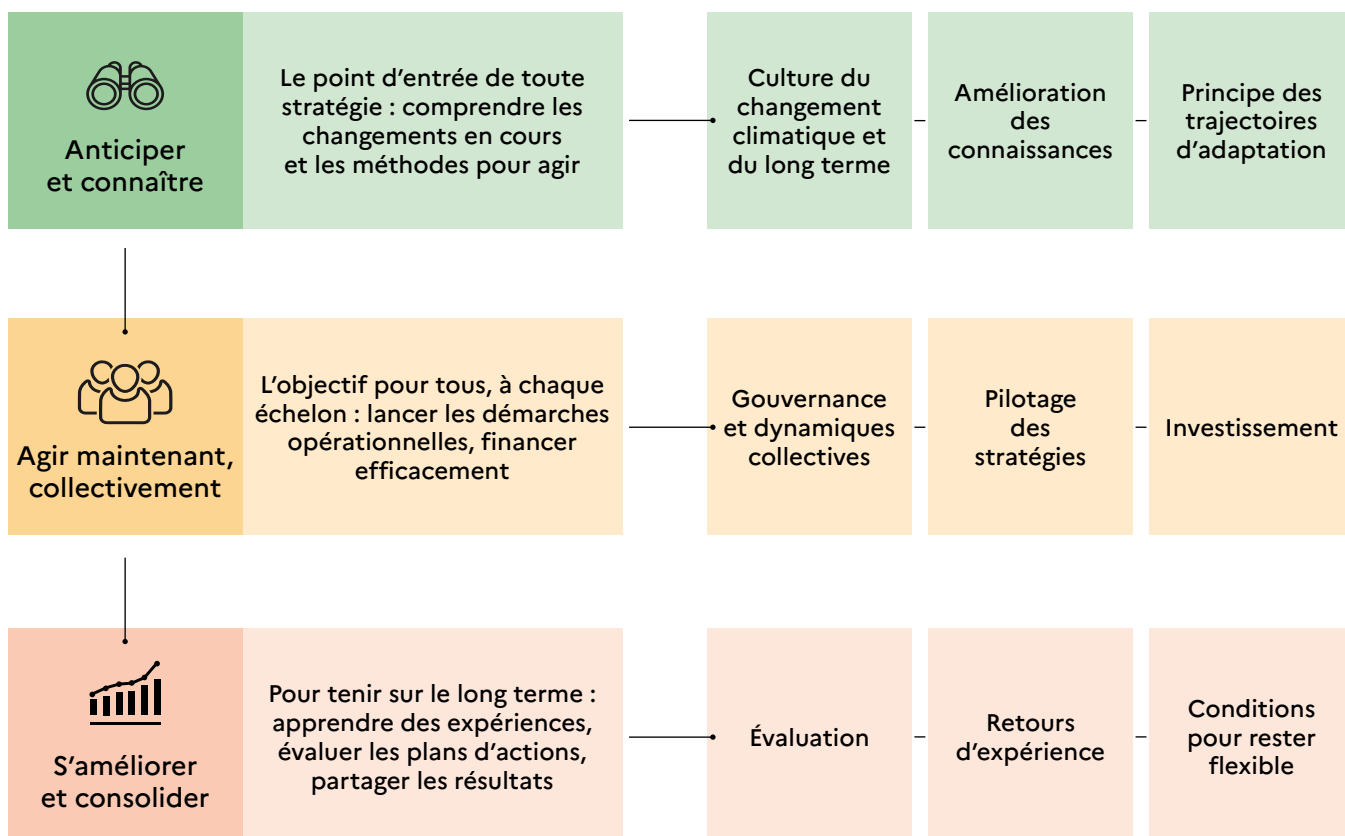 Anticiper
et connaître
Le point d’entrée de toute
stratégie : comprendre les
changements en cours
et les méthodes pour agir
Culture du
changement
climatique et
du long terme
Amélioration
des
connaissances
Principe des
trajectoires
d’adaptation
Agir maintenant,
collectivement
L’objectif pour tous, à chaque
échelon : lancer les démarches
opérationnelles, financer
efficacement
Gouvernance
et dynamiques
collectives
Pilotage
des
stratégies
Investissement
S’améliorer
et consolider
Pour tenir sur le long terme :
apprendre des expériences,
évaluer les plans d’actions,
partager les résultats
Évaluation
Retours
d’expérience
Conditions
pour rester
flexible